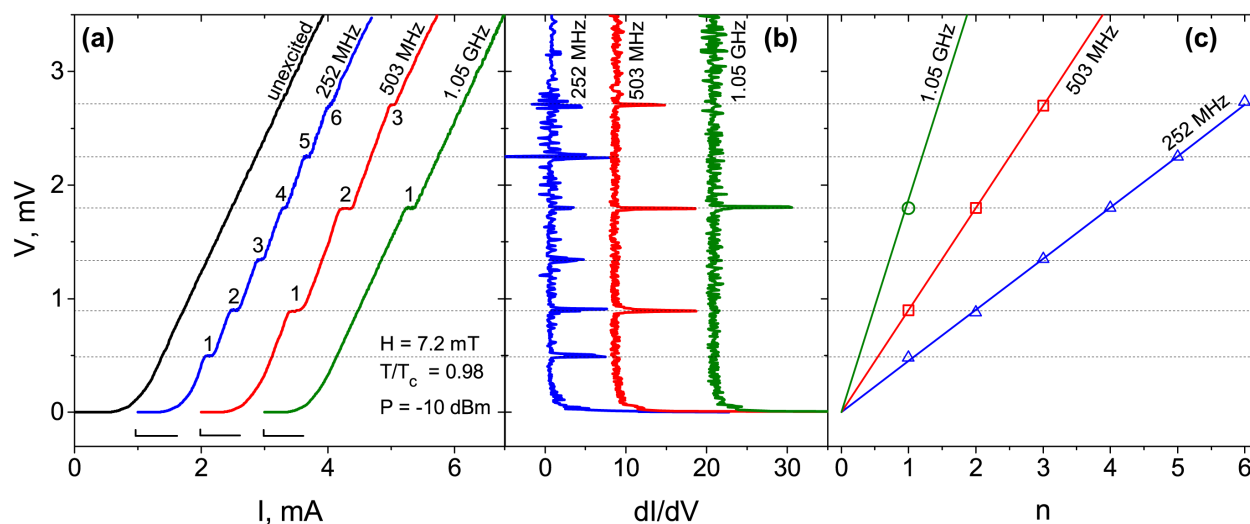 (a)
unexcited
252 MHz
503 MHz
1.05 GHz
1
2
3
4
5
6
1
2
3
1
H = 7.2 mT
T/Tc = 0.98
P = -10 dBm
V, mV
0
1
2
3
0
2
4
6
I, mA
(b)
252 MHz
503 MHz
1.05 GHz
0
10
20
30
dI/dV
(c)
1.05 GHz
503 MHz
252 MHz
0
1
2
3
4
5
6
n